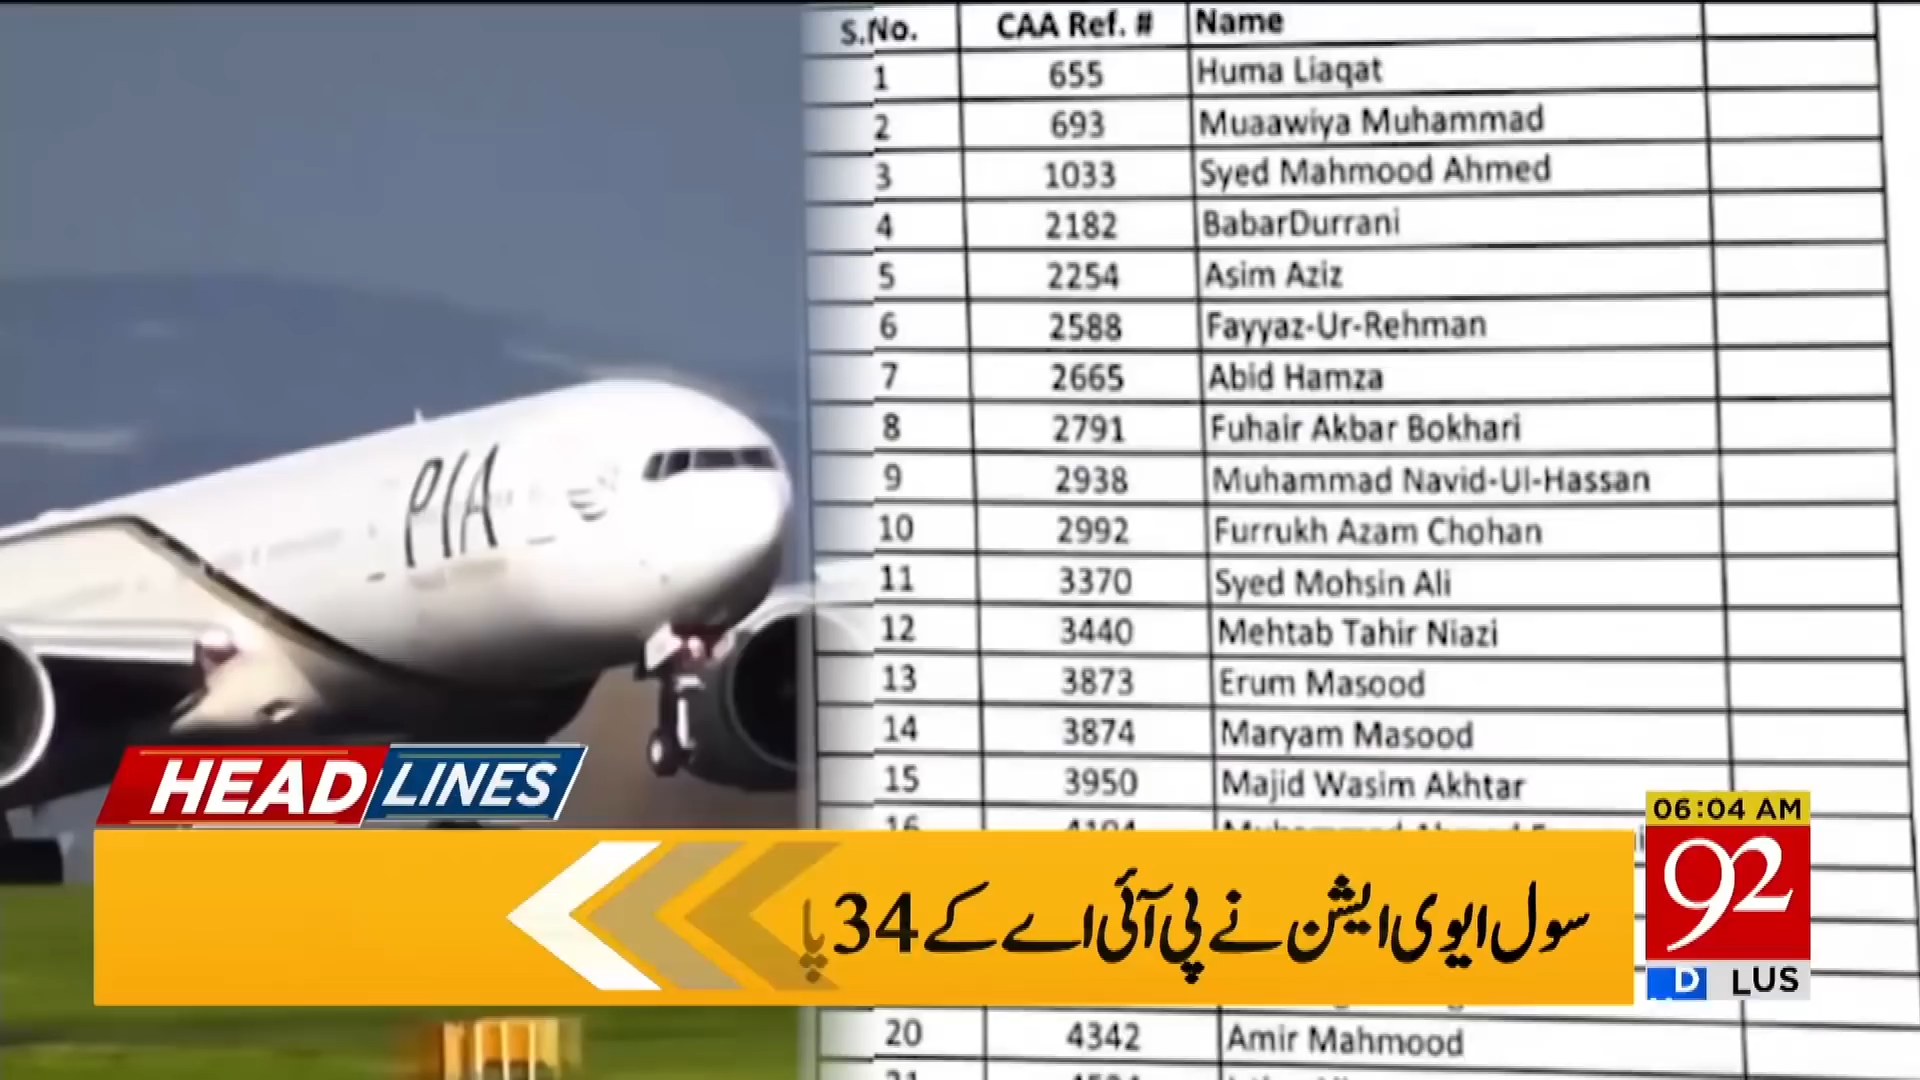 S.No. CAA Ref. # Name
1 655 Huma Liaqat
2 693 Muaawiya Muhammad
3 1033 Syed Mahmood Ahmed
4 2182 BabarDurrani
5 2254 Asim Aziz
6 2588 Fayyaz-Ur-Rehman
7 2665 Abid Hamza
8 2791 Fuhair Akbar Bokhari
9 2938 Muhammad Navid-Ul-Hassan
10 2992 Furrukh Azam Chohan
11 3370 Syed Mohsin Ali
12 3440 Mehtab Tahir Niazi
13 3873 Erum Masood
14 3874 Maryam Masood
15 3950 Majid Wasim Akhtar
20 4342 Amir Mahmood
PIA
HEADLINES
سول ایوی ایشن نے پی آئی اے کے 34 پا
06:04 AM
92
LUS